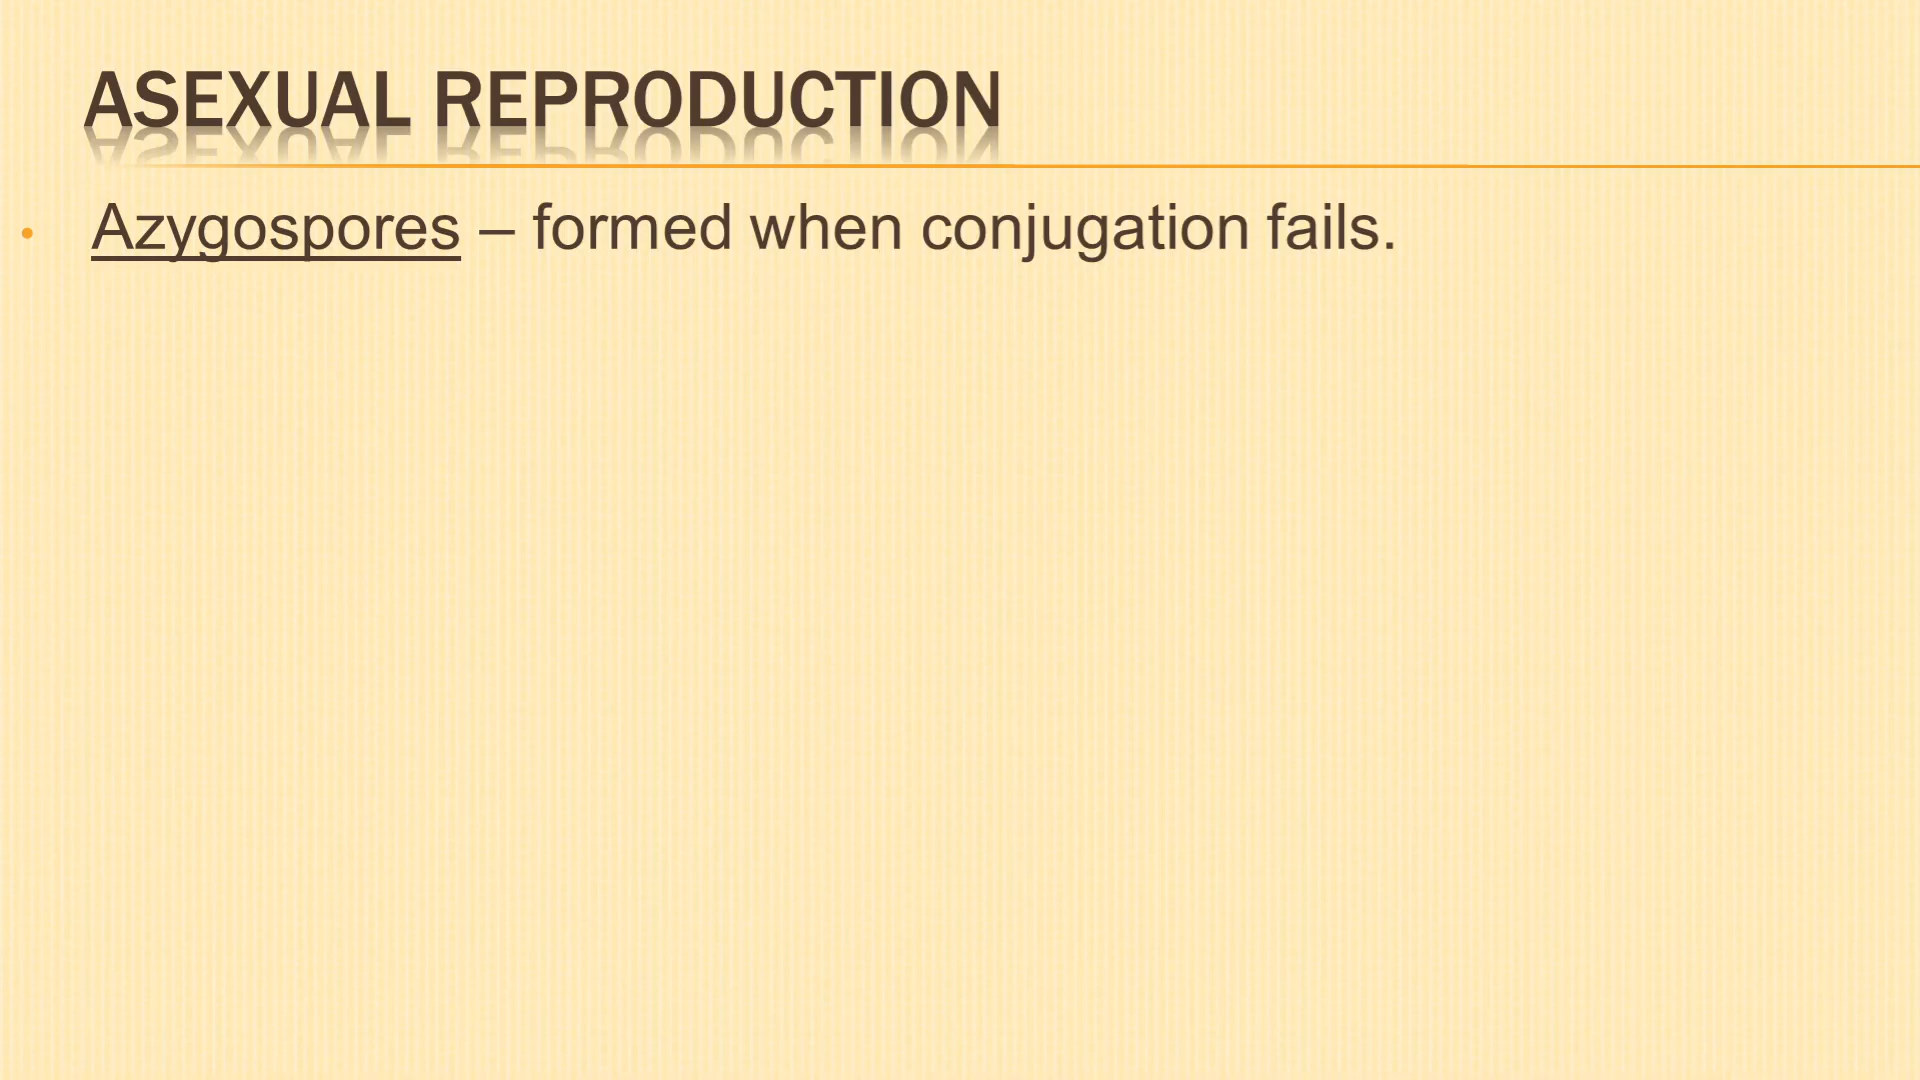 ASEXUAL REPRODUCTION
• Azygospores – formed when conjugation fails.